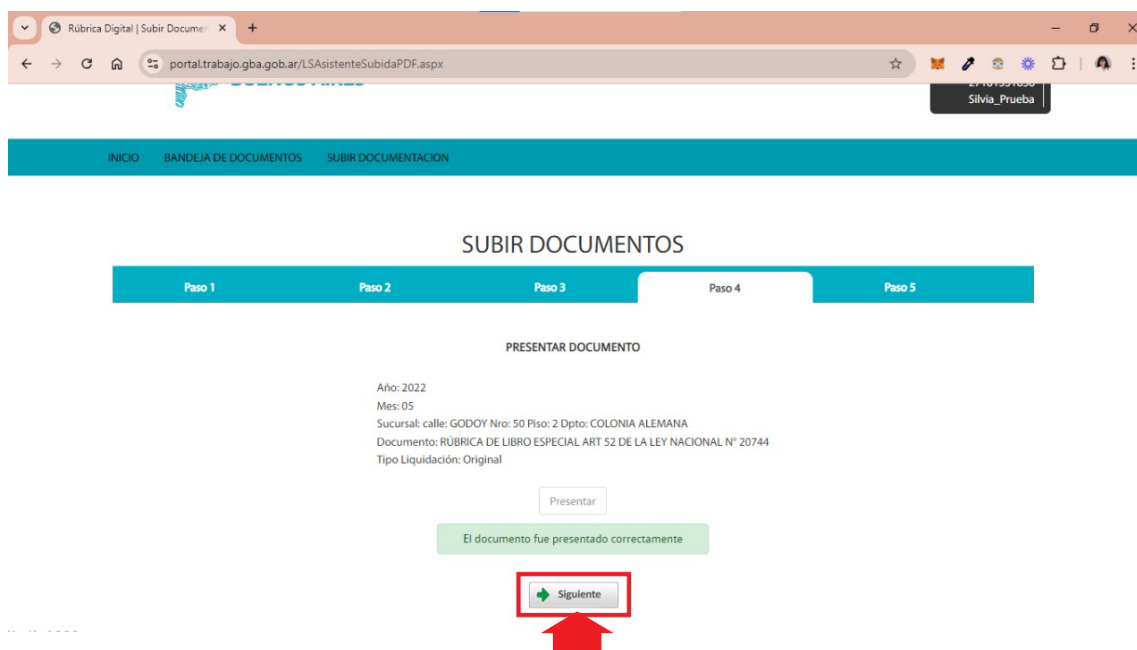 Rúbrica Digital | Subir Documen
portal.trabajo.gba.gob.ar/LSAsistenteSubidaPDF.aspx
Silvia_Prueba
INICIO BANDEJA DE DOCUMENTOS SUBIR DOCUMENTACION
SUBIR DOCUMENTOS
Paso 1 Paso 2 Paso 3 Paso 4 Paso 5
PRESENTAR DOCUMENTO
Año: 2022
Mes: 05
Sucursal: calle: GODOY Nro: 50 Piso: 2 Dpto: COLONIA ALEMANA
Documento: RÚBRICA DE LIBRO ESPECIAL ART 52 DE LA LEY NACIONAL N° 20744
Tipo Liquidación: Original
Presentar
El documento fue presentado correctamente
Siguiente